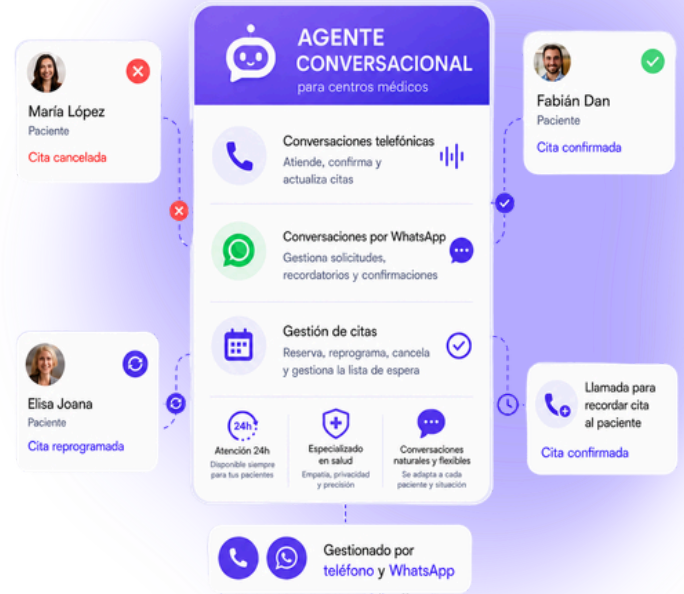 AGENTE
CONVERSACIONAL
para centros médicos
María López
Paciente
Cita cancelada
Fabián Dan
Paciente
Cita confirmada
Conversaciones telefónicas
Atiende, confirma y
actualiza citas
Conversaciones por WhatsApp
Gestiona solicitudes,
recordatorios y confirmaciones
Gestión de citas
Reserva, reprograma, cancela
y gestiona la lista de espera
Elisa Joana
Paciente
Cita reprogramada
Llamada para
recordar cita
al paciente
Cita confirmada
24h
Atención 24h
Disponible siempre
para tus pacientes
Especializado
en salud
Empatía, privacidad
y precisión
Conversaciones
naturales y flexibles
Se adapta a cada
paciente y situación
Gestionado por
teléfono y WhatsApp